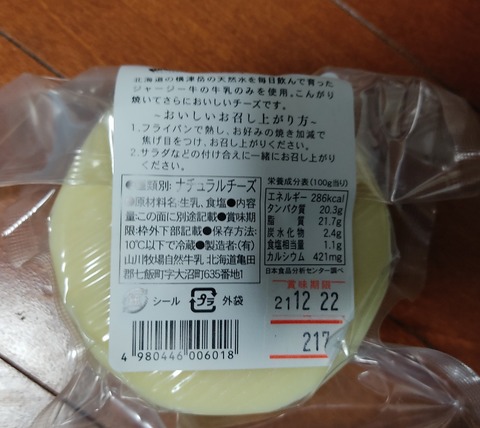 北海道の横津岳の天然水を毎日飲んで育った
ジャージー牛の牛乳のみを使用。こんがり
焼いてさらにおいしいチーズです。
～おいしいお召し上がり方～
1.フライパンで熱し、お好みの焼き加減で
焦げ目をつけ、お召し上がりください。
2.サラダなどの付け合えに一緒にお召し上が
りください。
●種類別:ナチュラルチーズ
●原材料名:生乳、食塩●内容
量:この面に別途記載●賞味期
限:枠外下部記載●保存方法:
10℃以下で冷蔵●製造者:(有)
山川牧場自然牛乳 北海道亀田
郡七飯町字大沼町635番地1
栄養成分表(100g当り)
エネルギー 286kcal
タンパク質 20.3g
脂質 21.7g
炭水化物 2.4g
食塩相当量 1.1g
カルシウム 421mg
日本食品分析センター調べ
シール プラ 外袋
賞味期限
21 12 22
217
4 980446 006018